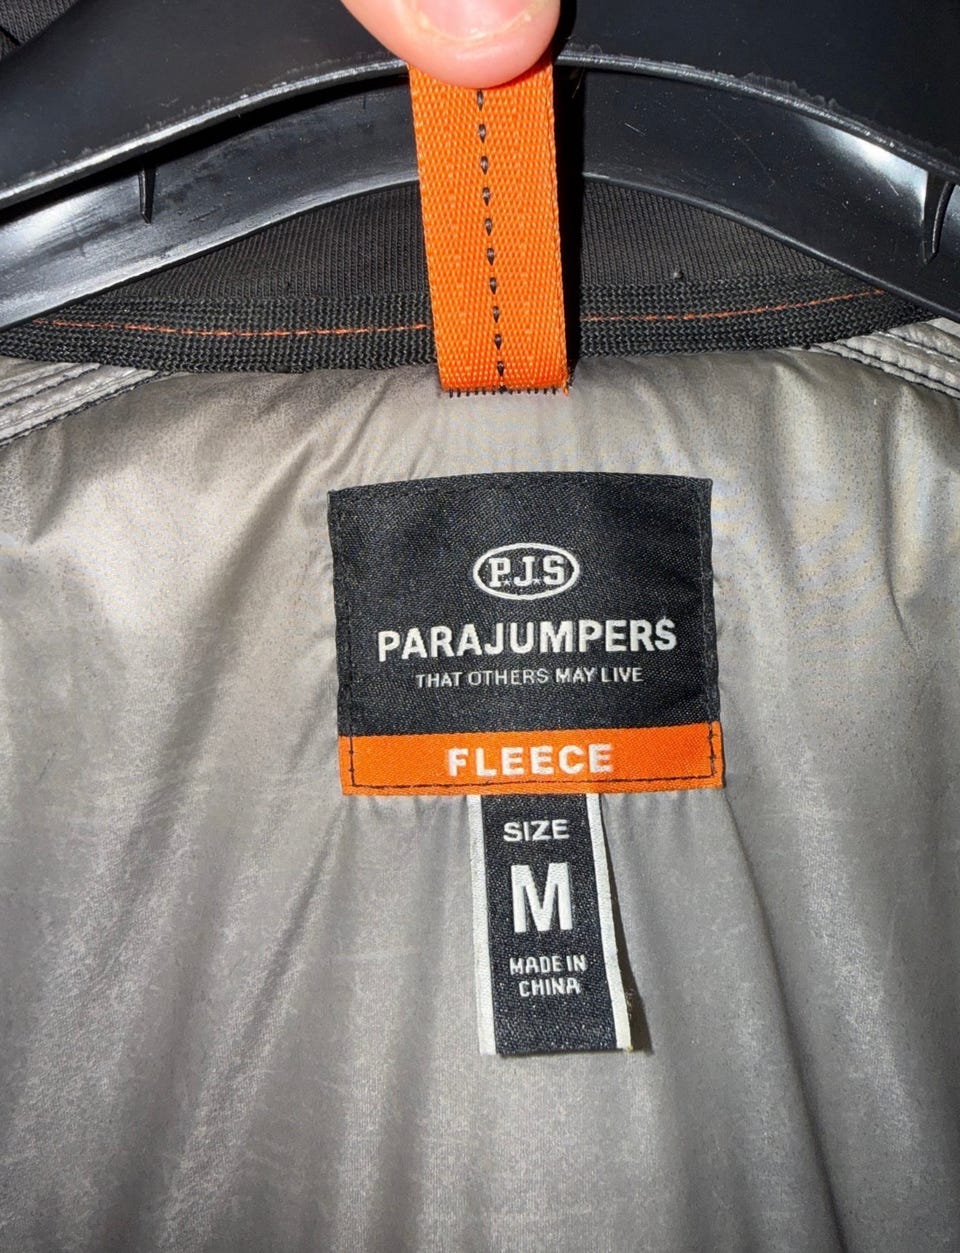 P.J.S
PARAJUMPERS
THAT OTHERS MAY LIVE
FLEECE
SIZE
M
MADE IN
CHINA